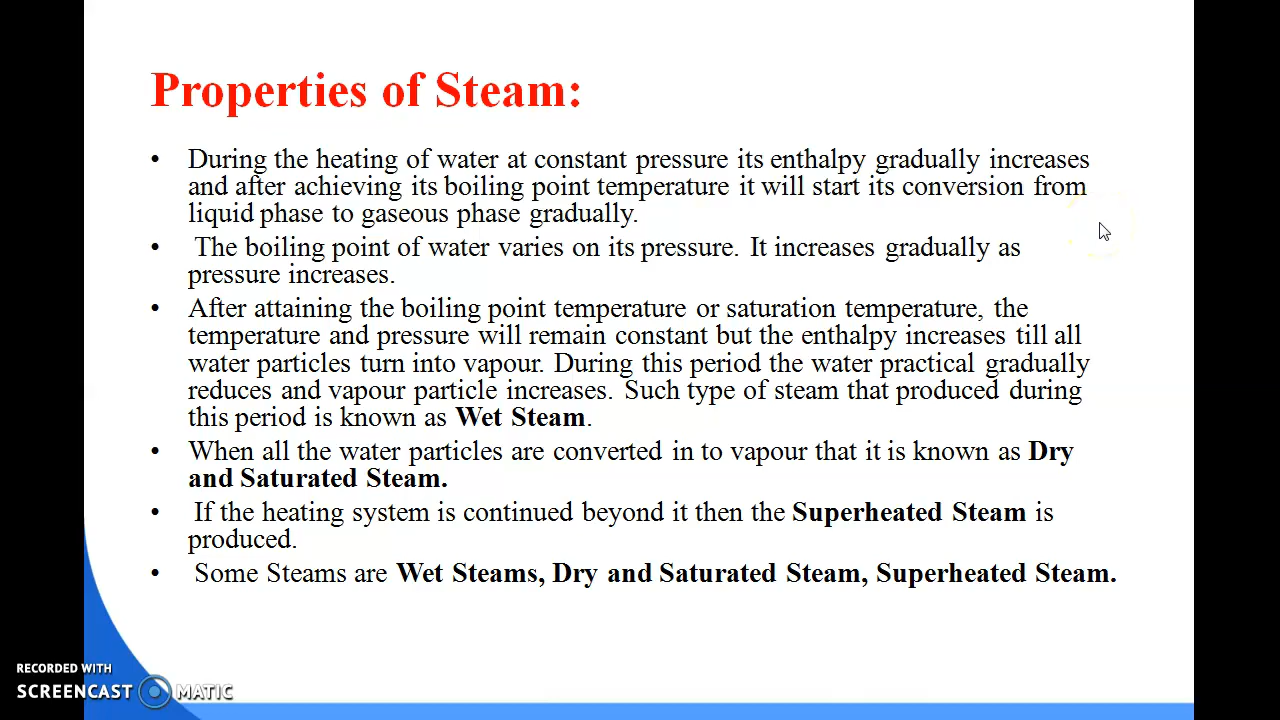 Properties of Steam:
• During the heating of water at constant pressure its enthalpy gradually increases
and after achieving its boiling point temperature it will start its conversion from
liquid phase to gaseous phase gradually.
• The boiling point of water varies on its pressure. It increases gradually as
pressure increases.
• After attaining the boiling point temperature or saturation temperature, the
temperature and pressure will remain constant but the enthalpy increases till all
water particles turn into vapour. During this period the water practical gradually
reduces and vapour particle increases. Such type of steam that produced during
this period is known as Wet Steam.
• When all the water particles are converted in to vapour that it is known as Dry
and Saturated Steam.
• If the heating system is continued beyond it then the Superheated Steam is
produced.
• Some Steams are Wet Steams, Dry and Saturated Steam, Superheated Steam.
RECORDED WITH
SCREENCAST MATIC